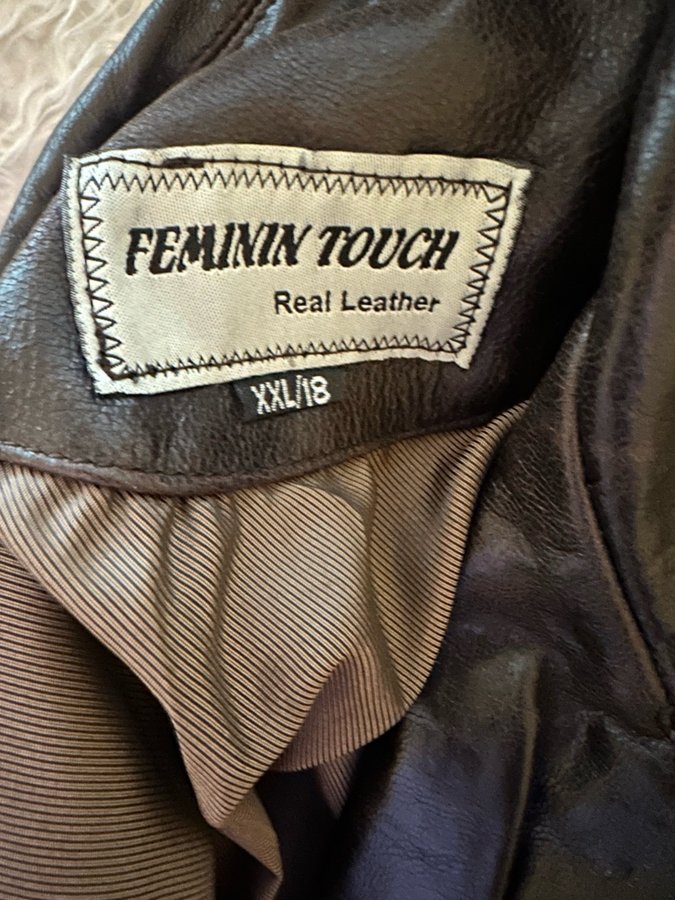 FEMININ TOUCH
Real Leather
XXL/18